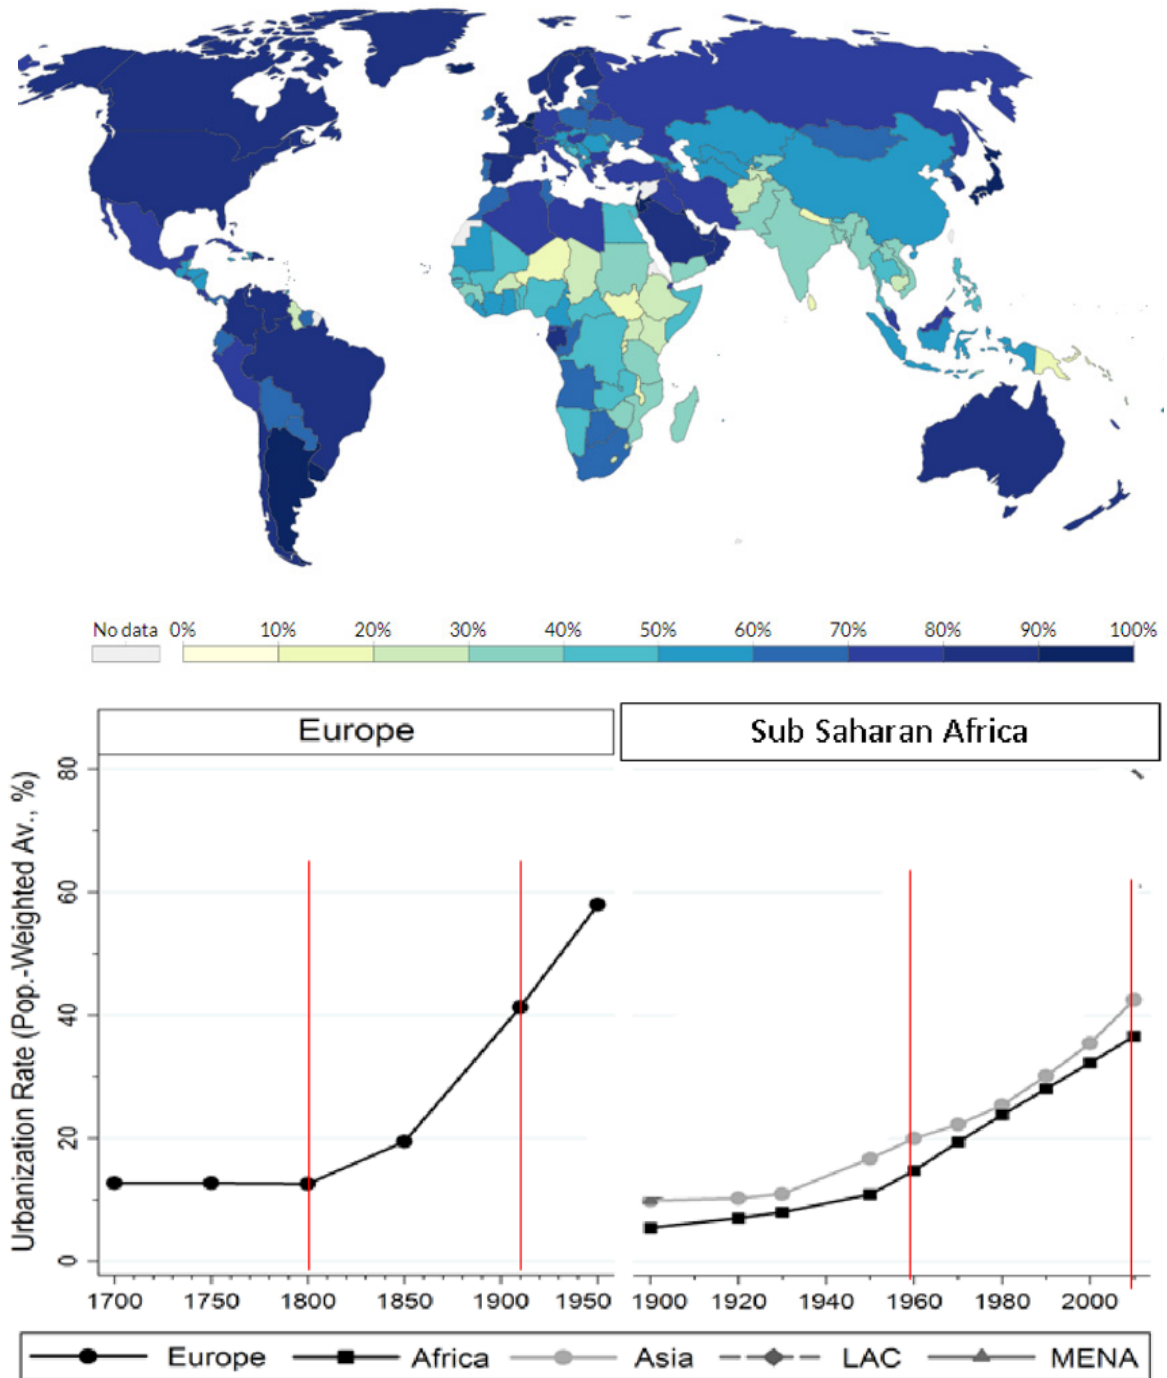 No data 0% 10% 20% 30% 40% 50% 60% 70% 80% 90% 100%
Europe
Sub Saharan Africa
Urbanization Rate (Pop.-Weighted Av., %)
80
60
40
20
0
1700 1750 1800 1850 1900 1950
1900 1920 1940 1960 1980 2000
Europe Africa Asia LAC MENA